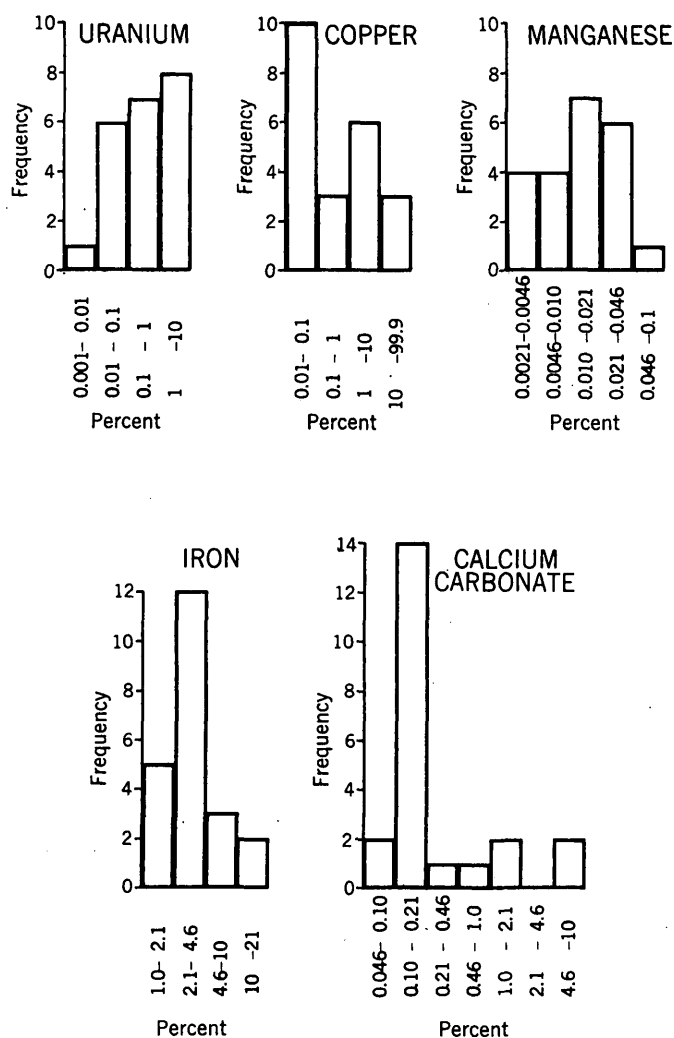 URANIUM
10
8
6
4
2
0
Frequency
0.001- 0.01
0.01 - 0.1
0.1 - 1
1 -10
Percent
COPPER
10
8
6
4
2
0
Frequency
0.01- 0.1
0.1 - 1
1 -10
10 -99.9
Percent
MANGANESE
10
8
6
4
2
0
Frequency
0.0021-0.0046
0.0046-0.010
0.010 -0.021
0.021 -0.046
0.046 -0.1
Percent
IRON
12
10
8
6
4
2
0
Frequency
1.0- 2.1
2.1- 4.6
4.6-10
10 -21
Percent
CALCIUM
CARBONATE
14
12
10
8
6
4
2
0
Frequency
0.046- 0.10
0.10 - 0.21
0.21 - 0.46
0.46 - 1.0
1.0 - 2.1
2.1 - 4.6
4.6 -10
Percent